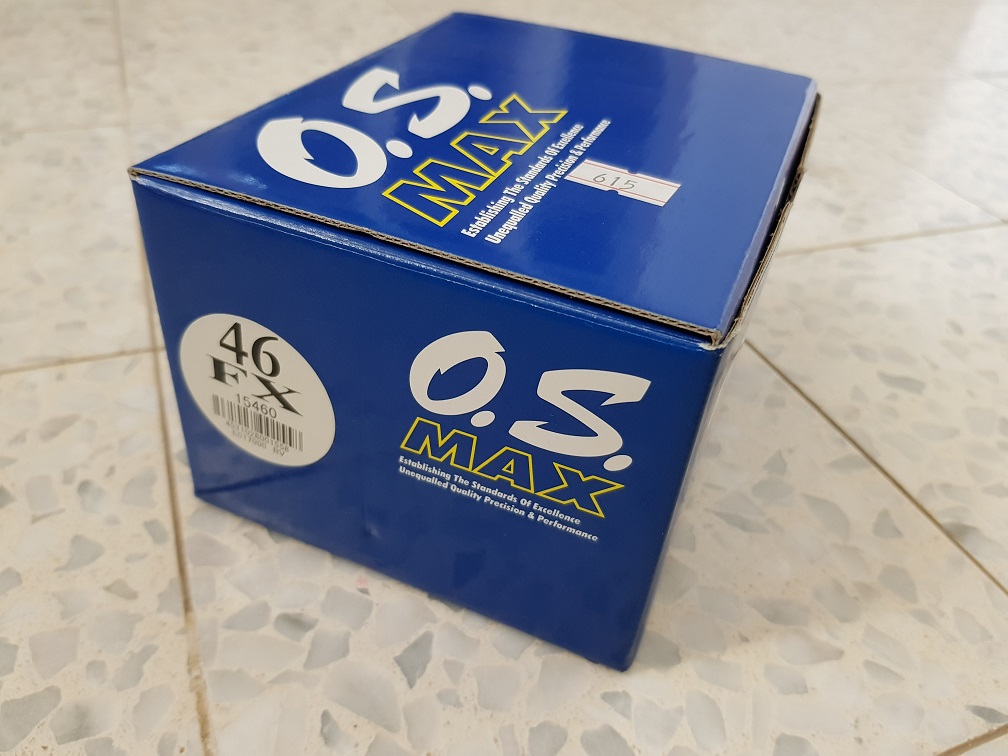 O.S.
MAX
Establishing The Standards Of Excellence
Unequalled Quality Precision & Performance
615
46
FX
15460
O.S.
MAX
Establishing The Standards Of Excellence
Unequalled Quality Precision & Performance